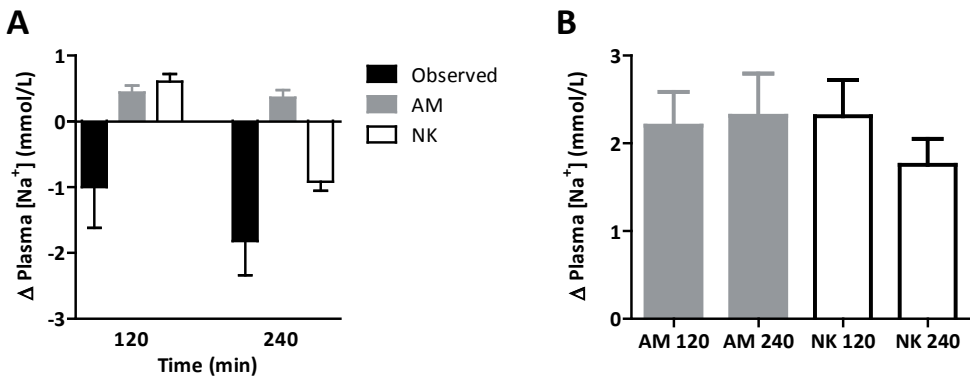 A
Δ Plasma [Na⁺] (mmol/L)
1
0
-1
-2
-3
120
240
Time (min)
Observed
AM
NK
B
Δ Plasma [Na⁺] (mmol/L)
3
2
1
0
AM 120
AM 240
NK 120
NK 240